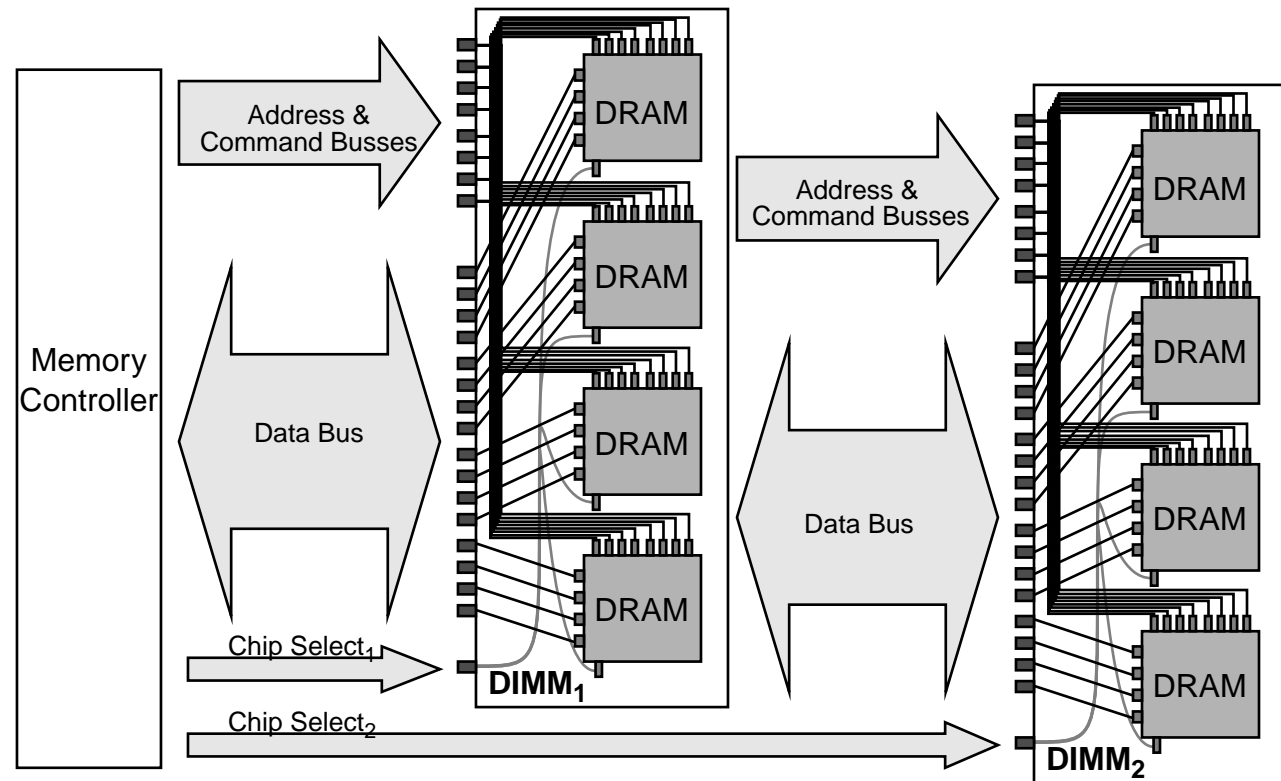 Memory
Controller
Address &
Command Busses
Data Bus
Chip Select1
Chip Select2
DRAM
DRAM
DRAM
DRAM
DIMM1
Address &
Command Busses
Data Bus
DRAM
DRAM
DRAM
DRAM
DIMM2